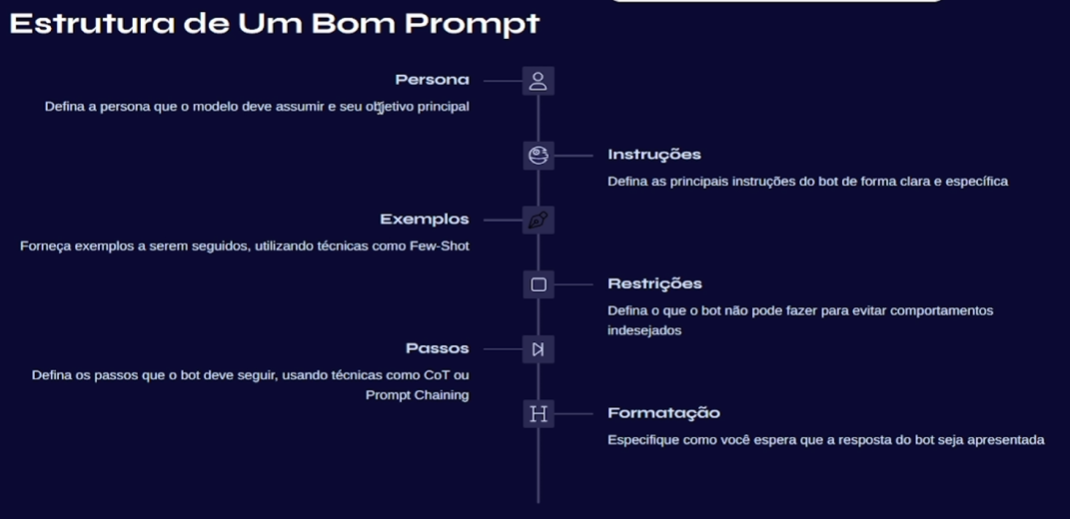 Estrutura de Um Bom Prompt
Persona
Defina a persona que o modelo deve assumir e seu objetivo principal
Instruções
Defina as principais instruções do bot de forma clara e específica
Exemplos
Forneça exemplos a serem seguidos, utilizando técnicas como Few-Shot
Restrições
Defina o que o bot não pode fazer para evitar comportamentos
indesejados
Passos
Defina os passos que o bot deve seguir, usando técnicas como CoT ou
Prompt Chaining
Formatação
Especifique como você espera que a resposta do bot seja apresentada